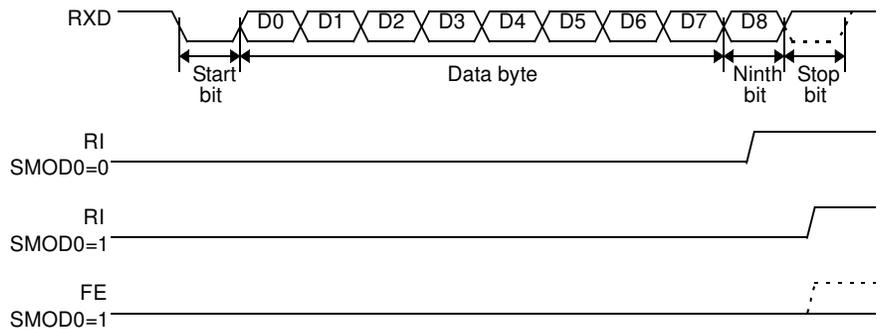 RXD D0 D1 D2 D3 D4 D5 D6 D7 D8
Start bit
Data byte
Ninth bit
Stop bit
RI
SMOD0=0
RI
SMOD0=1
FE
SMOD0=1